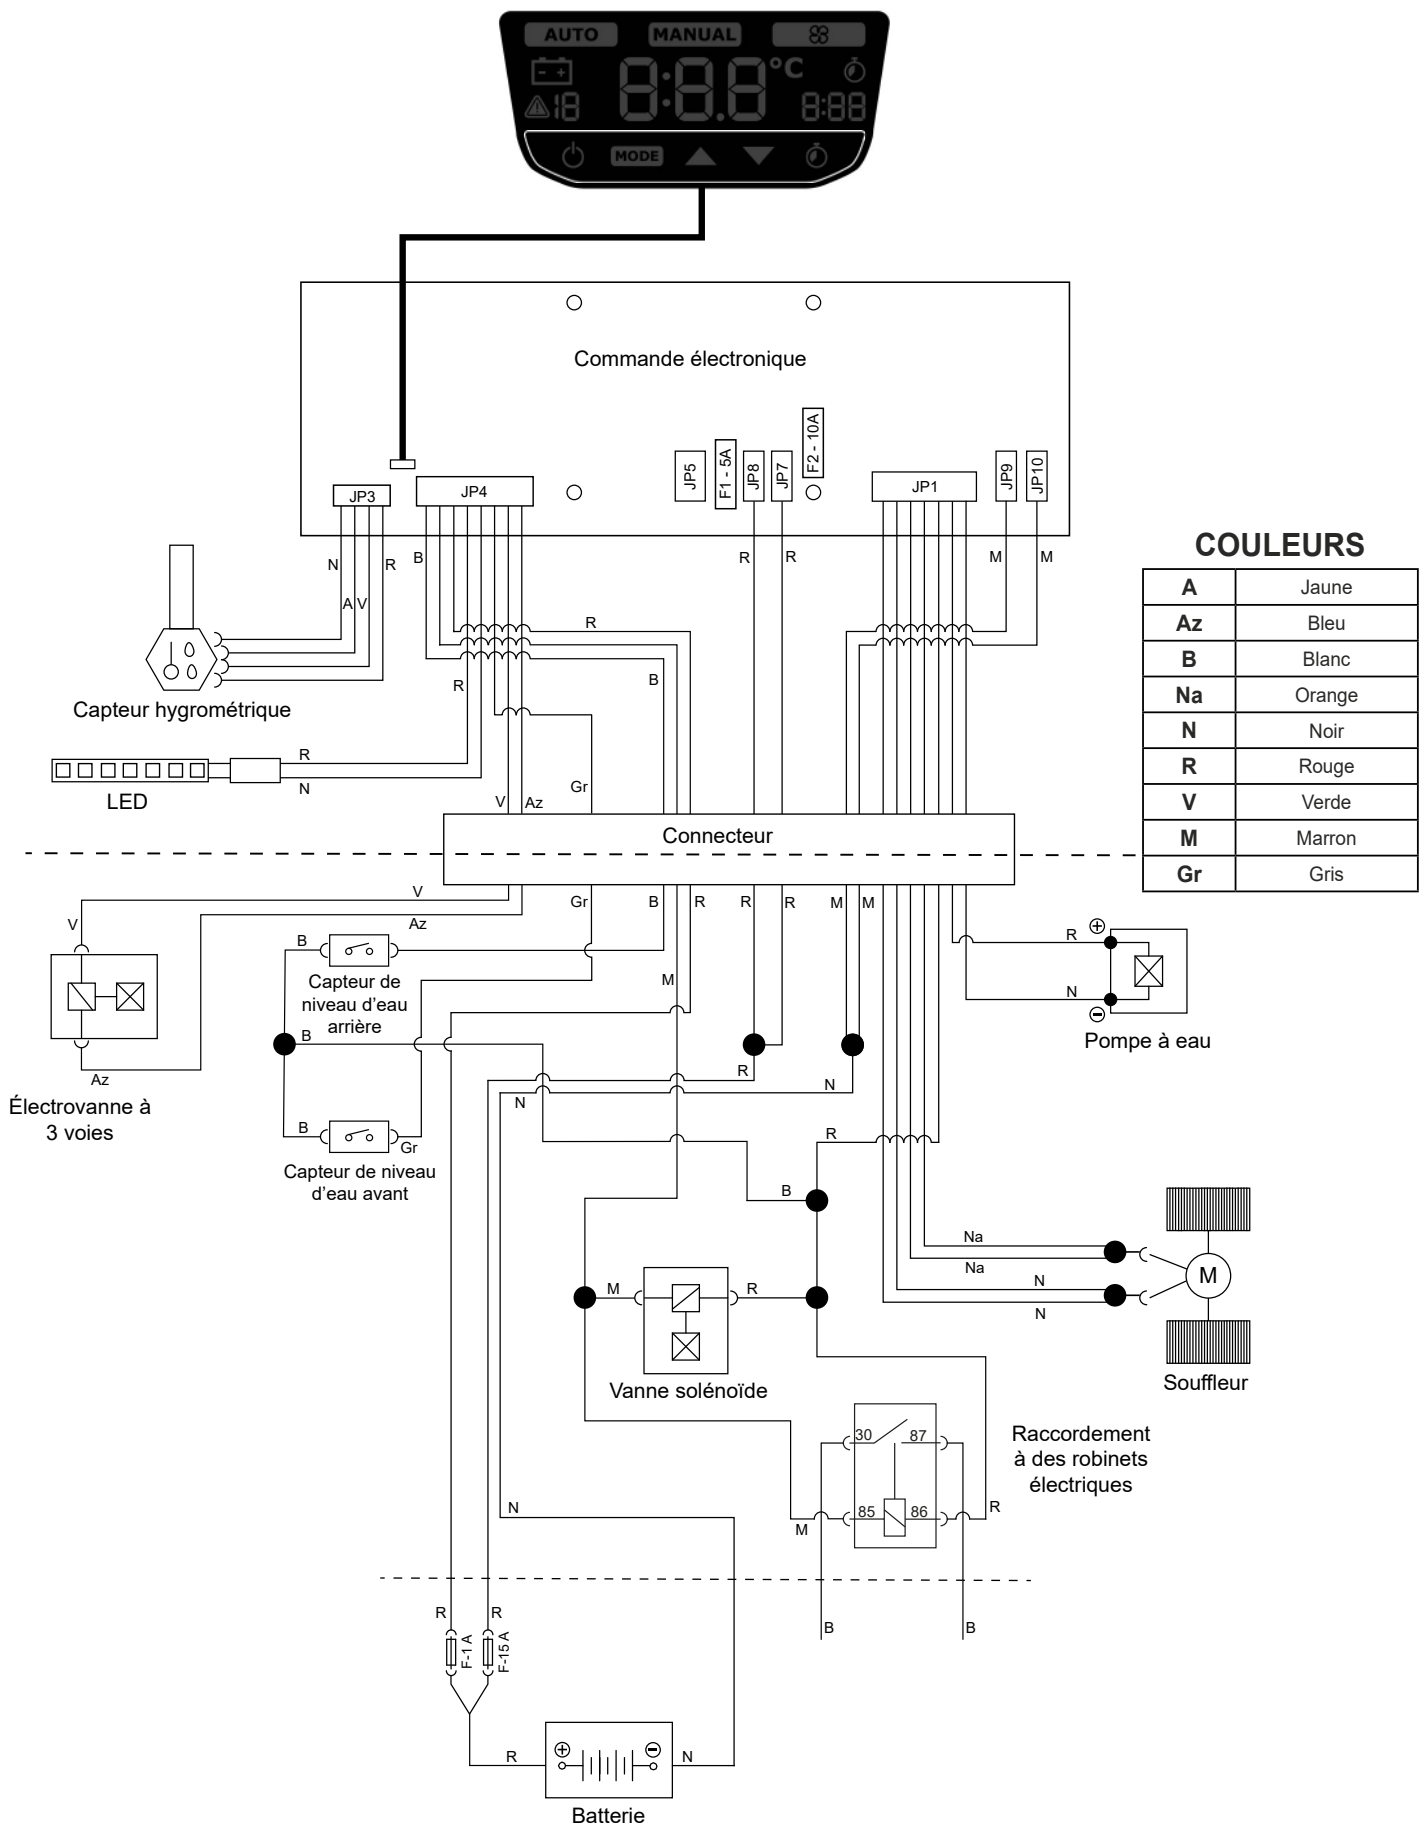 AUTO MANUAL
8:8.8 °C
18 8:88
MODE
Commande électronique
JP3
JP4
JP5
F1 - 5A
JP8
JP7
F2 - 10A
JP1
JP9
JP10
N
A V
R
B
R
R
M
M
COULEURS
A Jaune
Az Bleu
B Blanc
Na Orange
N Noir
R Rouge
V Verde
M Marron
Gr Gris
R
B
R
Capteur hygrométrique
R
N
LED
Gr
V
Az
Connecteur
V
Az
V
Gr
B
R
R
R
M
M
B
Capteur de
niveau d'eau
arrière
M
R
N
Pompe à eau
B
Az
Électrovanne à
3 voies
R
N
N
B
Gr
Capteur de niveau
d'eau avant
R
B
Na
Na
N
N
M
Souffleur
M
R
Vanne solénoïde
Raccordement
à des robinets
électriques
30
87
85
86
M
R
N
R
R
F-1 A
F-15 A
B
B
R
N
Batterie